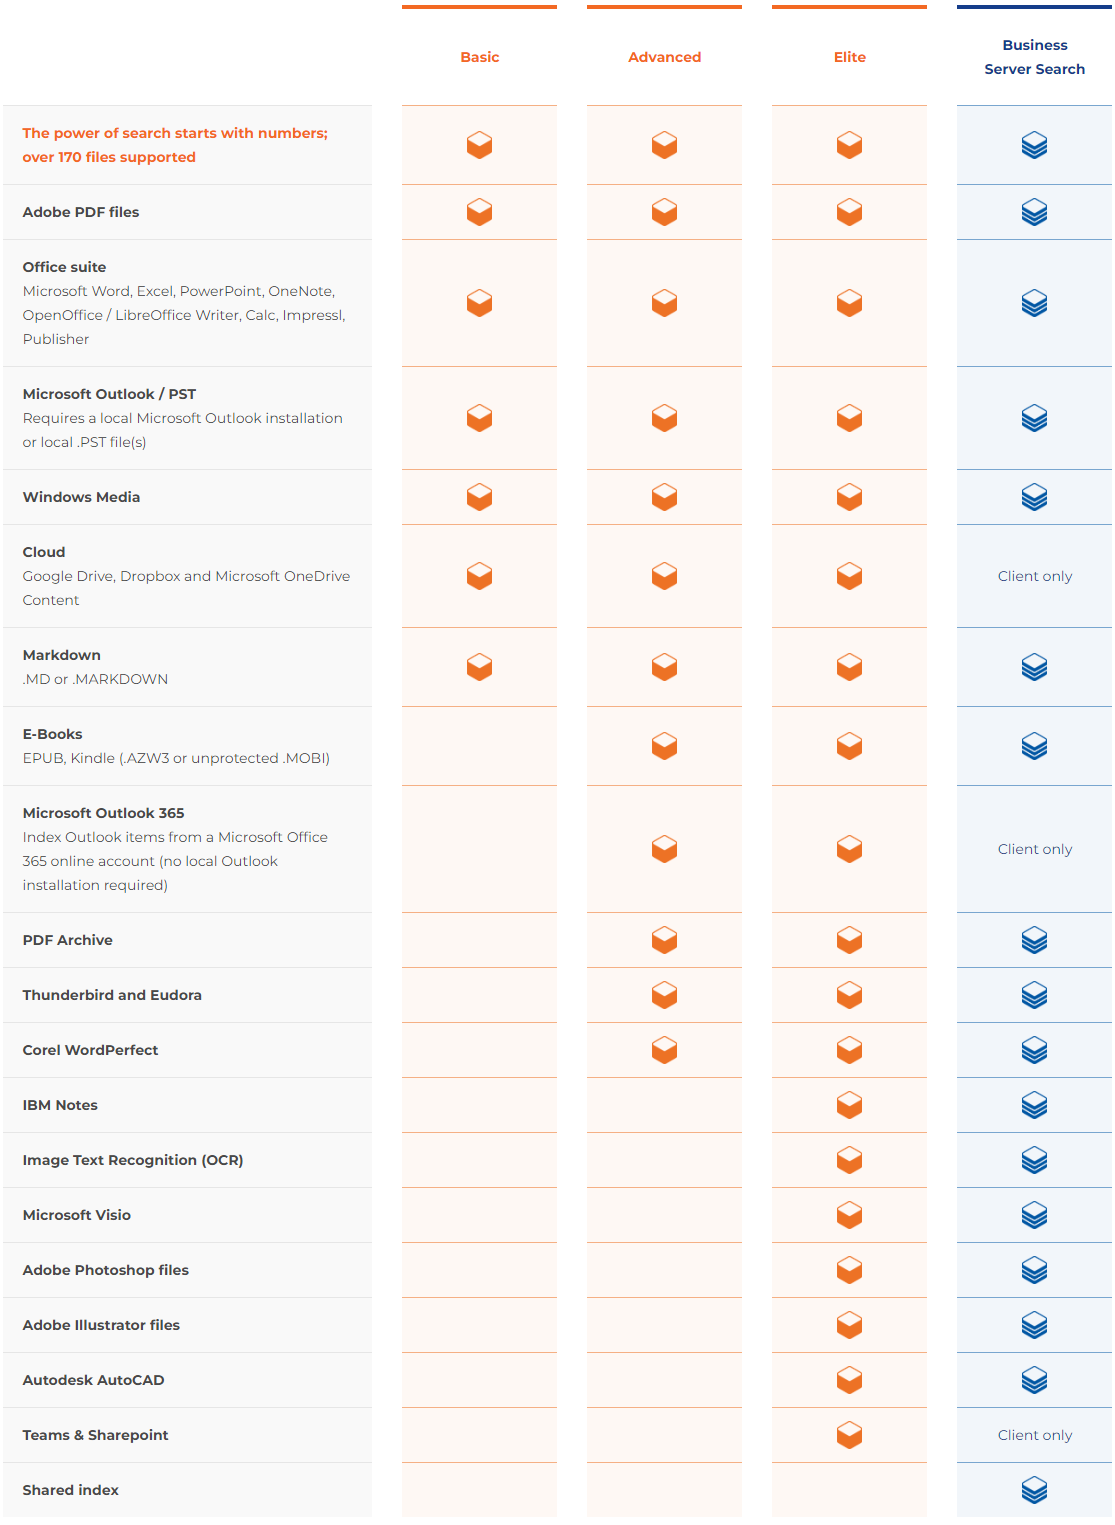 Basic
Advanced
Elite
Business
Server Search
The power of search starts with numbers;
over 170 files supported
Adobe PDF files
Office suite
Microsoft Word, Excel, PowerPoint, OneNote,
OpenOffice / LibreOffice Writer, Calc, Impressl,
Publisher
Microsoft Outlook / PST
Requires a local Microsoft Outlook installation
or local .PST file(s)
Windows Media
Cloud
Google Drive, Dropbox and Microsoft OneDrive
Content
Client only
Markdown
.MD or .MARKDOWN
E-Books
EPUB, Kindle (.AZW3 or unprotected .MOBI)
Microsoft Outlook 365
Index Outlook items from a Microsoft Office
365 online account (no local Outlook
installation required)
Client only
PDF Archive
Thunderbird and Eudora
Corel WordPerfect
IBM Notes
Image Text Recognition (OCR)
Microsoft Visio
Adobe Photoshop files
Adobe Illustrator files
Autodesk AutoCAD
Teams & Sharepoint
Client only
Shared index